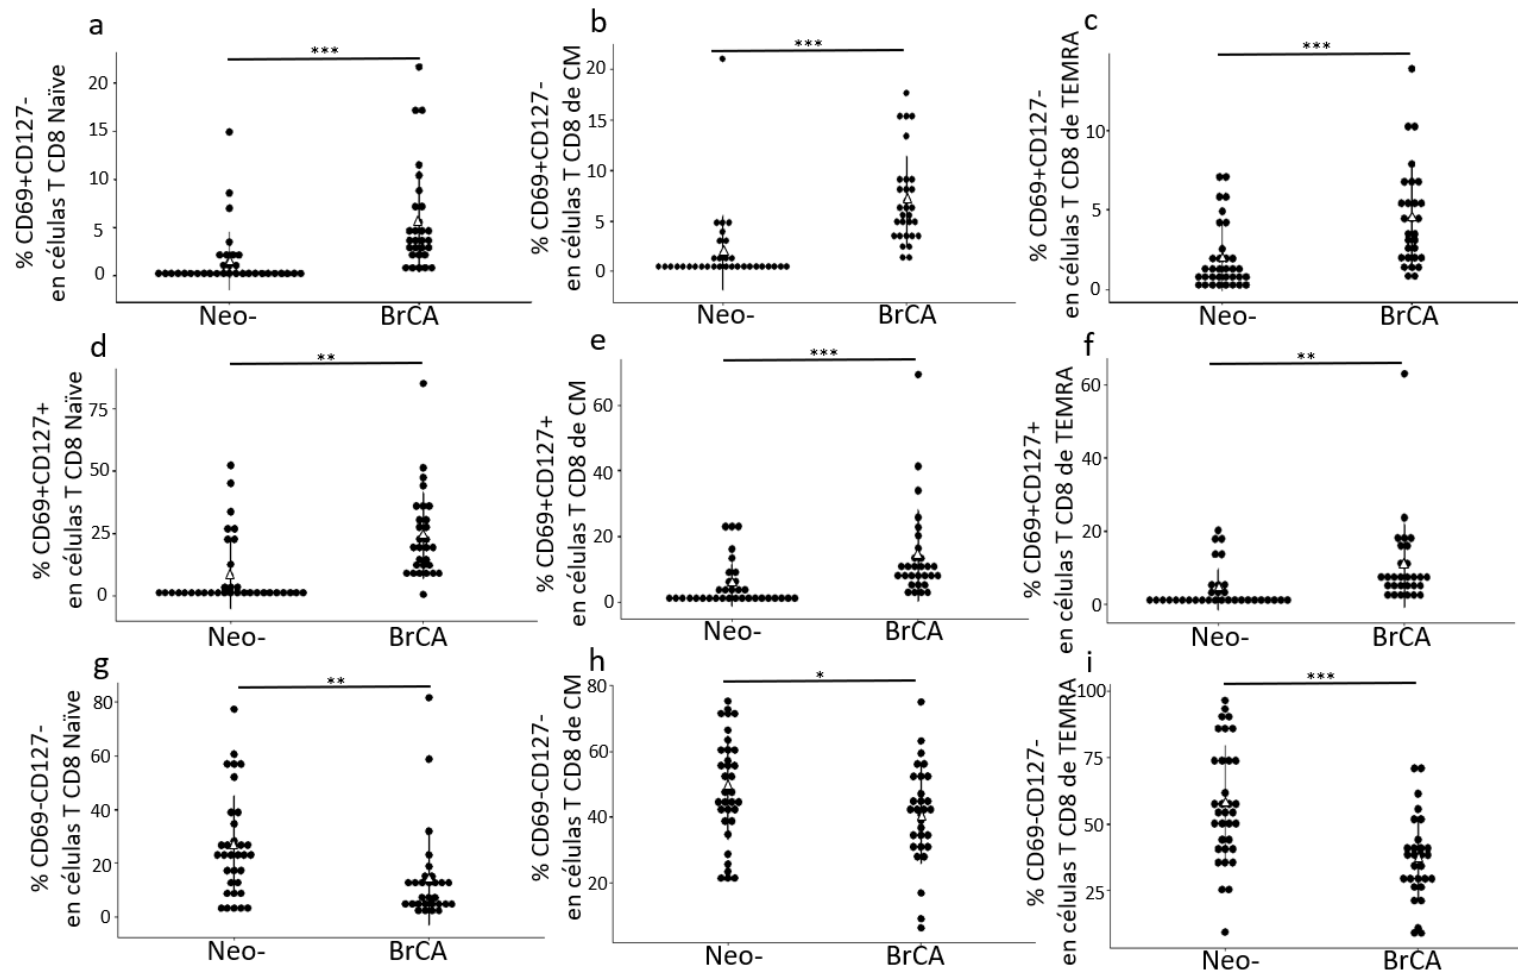 a
***
% CD69+CD127-
en células T CD8 Naïve
20
15
10
5
0
Neo-
BrCA
b
***
% CD69+CD127-
en células T CD8 de CM
20
15
10
5
0
Neo-
BrCA
c
***
% CD69+CD127-
en células T CD8 de TEMRA
10
5
0
Neo-
BrCA
d
**
% CD69+CD127+
en células T CD8 Naïve
75
50
25
0
Neo-
BrCA
e
***
% CD69+CD127+
en células T CD8 de CM
60
40
20
0
Neo-
BrCA
f
**
% CD69+CD127+
en células T CD8 de TEMRA
60
40
20
0
Neo-
BrCA
g
**
% CD69-CD127-
en células T CD8 Naïve
80
60
40
20
0
Neo-
BrCA
h
*
% CD69-CD127-
en células T CD8 de CM
80
60
40
20
Neo-
BrCA
i
***
% CD69-CD127-
en células T CD8 de TEMRA
100
75
50
25
Neo-
BrCA